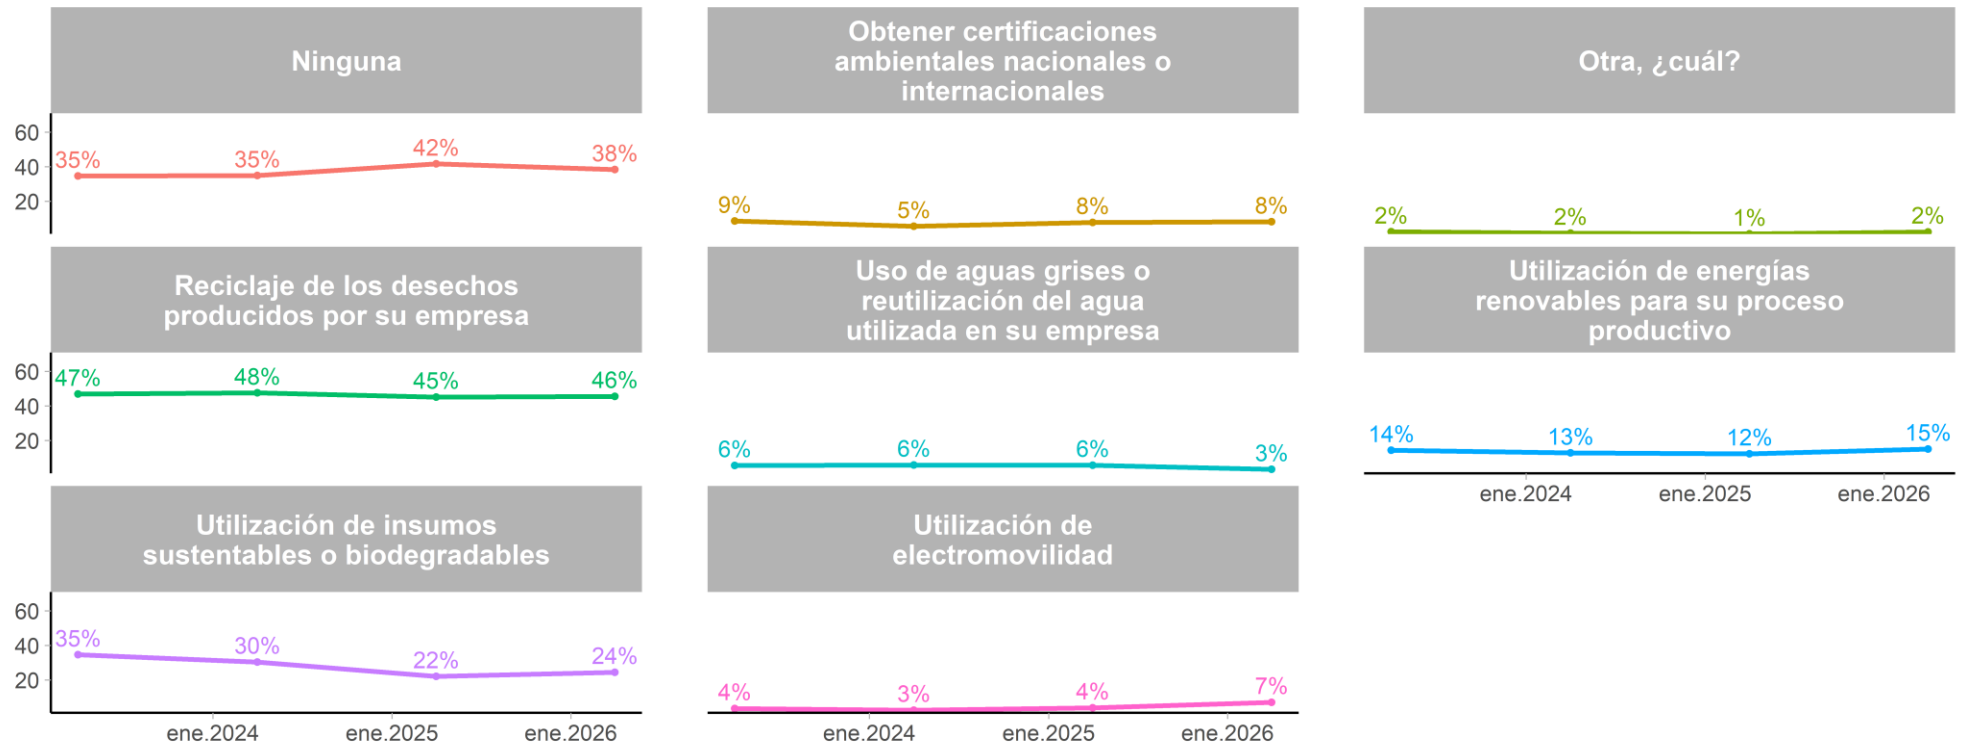 Ninguna
60
40
20
35%
35%
42%
38%
Obtener certificaciones
ambientales nacionales o
internacionales
9%
5%
8%
8%
Otra, ¿cuál?
2%
2%
1%
2%
Reciclaje de los desechos
producidos por su empresa
60
40
20
47%
48%
45%
46%
Uso de aguas grises o
reutilización del agua
utilizada en su empresa
6%
6%
6%
3%
Utilización de energías
renovables para su proceso
productivo
14%
13%
12%
15%
ene.2024
ene.2025
ene.2026
Utilización de insumos
sustentables o biodegradables
60
40
20
35%
30%
22%
24%
ene.2024
ene.2025
ene.2026
Utilización de
electromovilidad
4%
3%
4%
7%
ene.2024
ene.2025
ene.2026